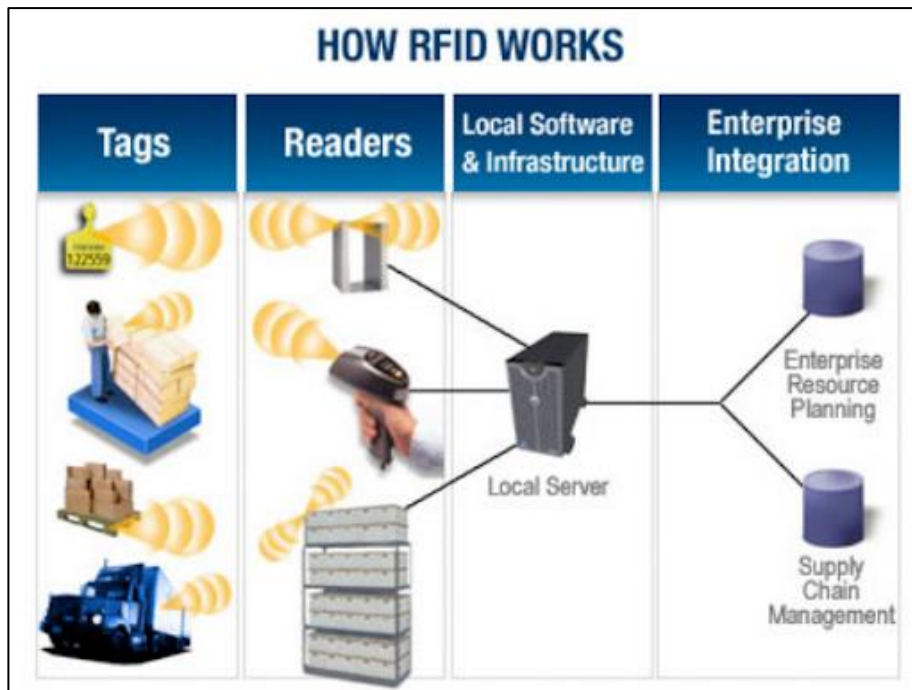 HOW RFID WORKS
Tags
Readers
Local Software
& Infrastructure
Enterprise
Integration
122559
Local Server
Enterprise
Resource
Planning
Supply
Chain
Management